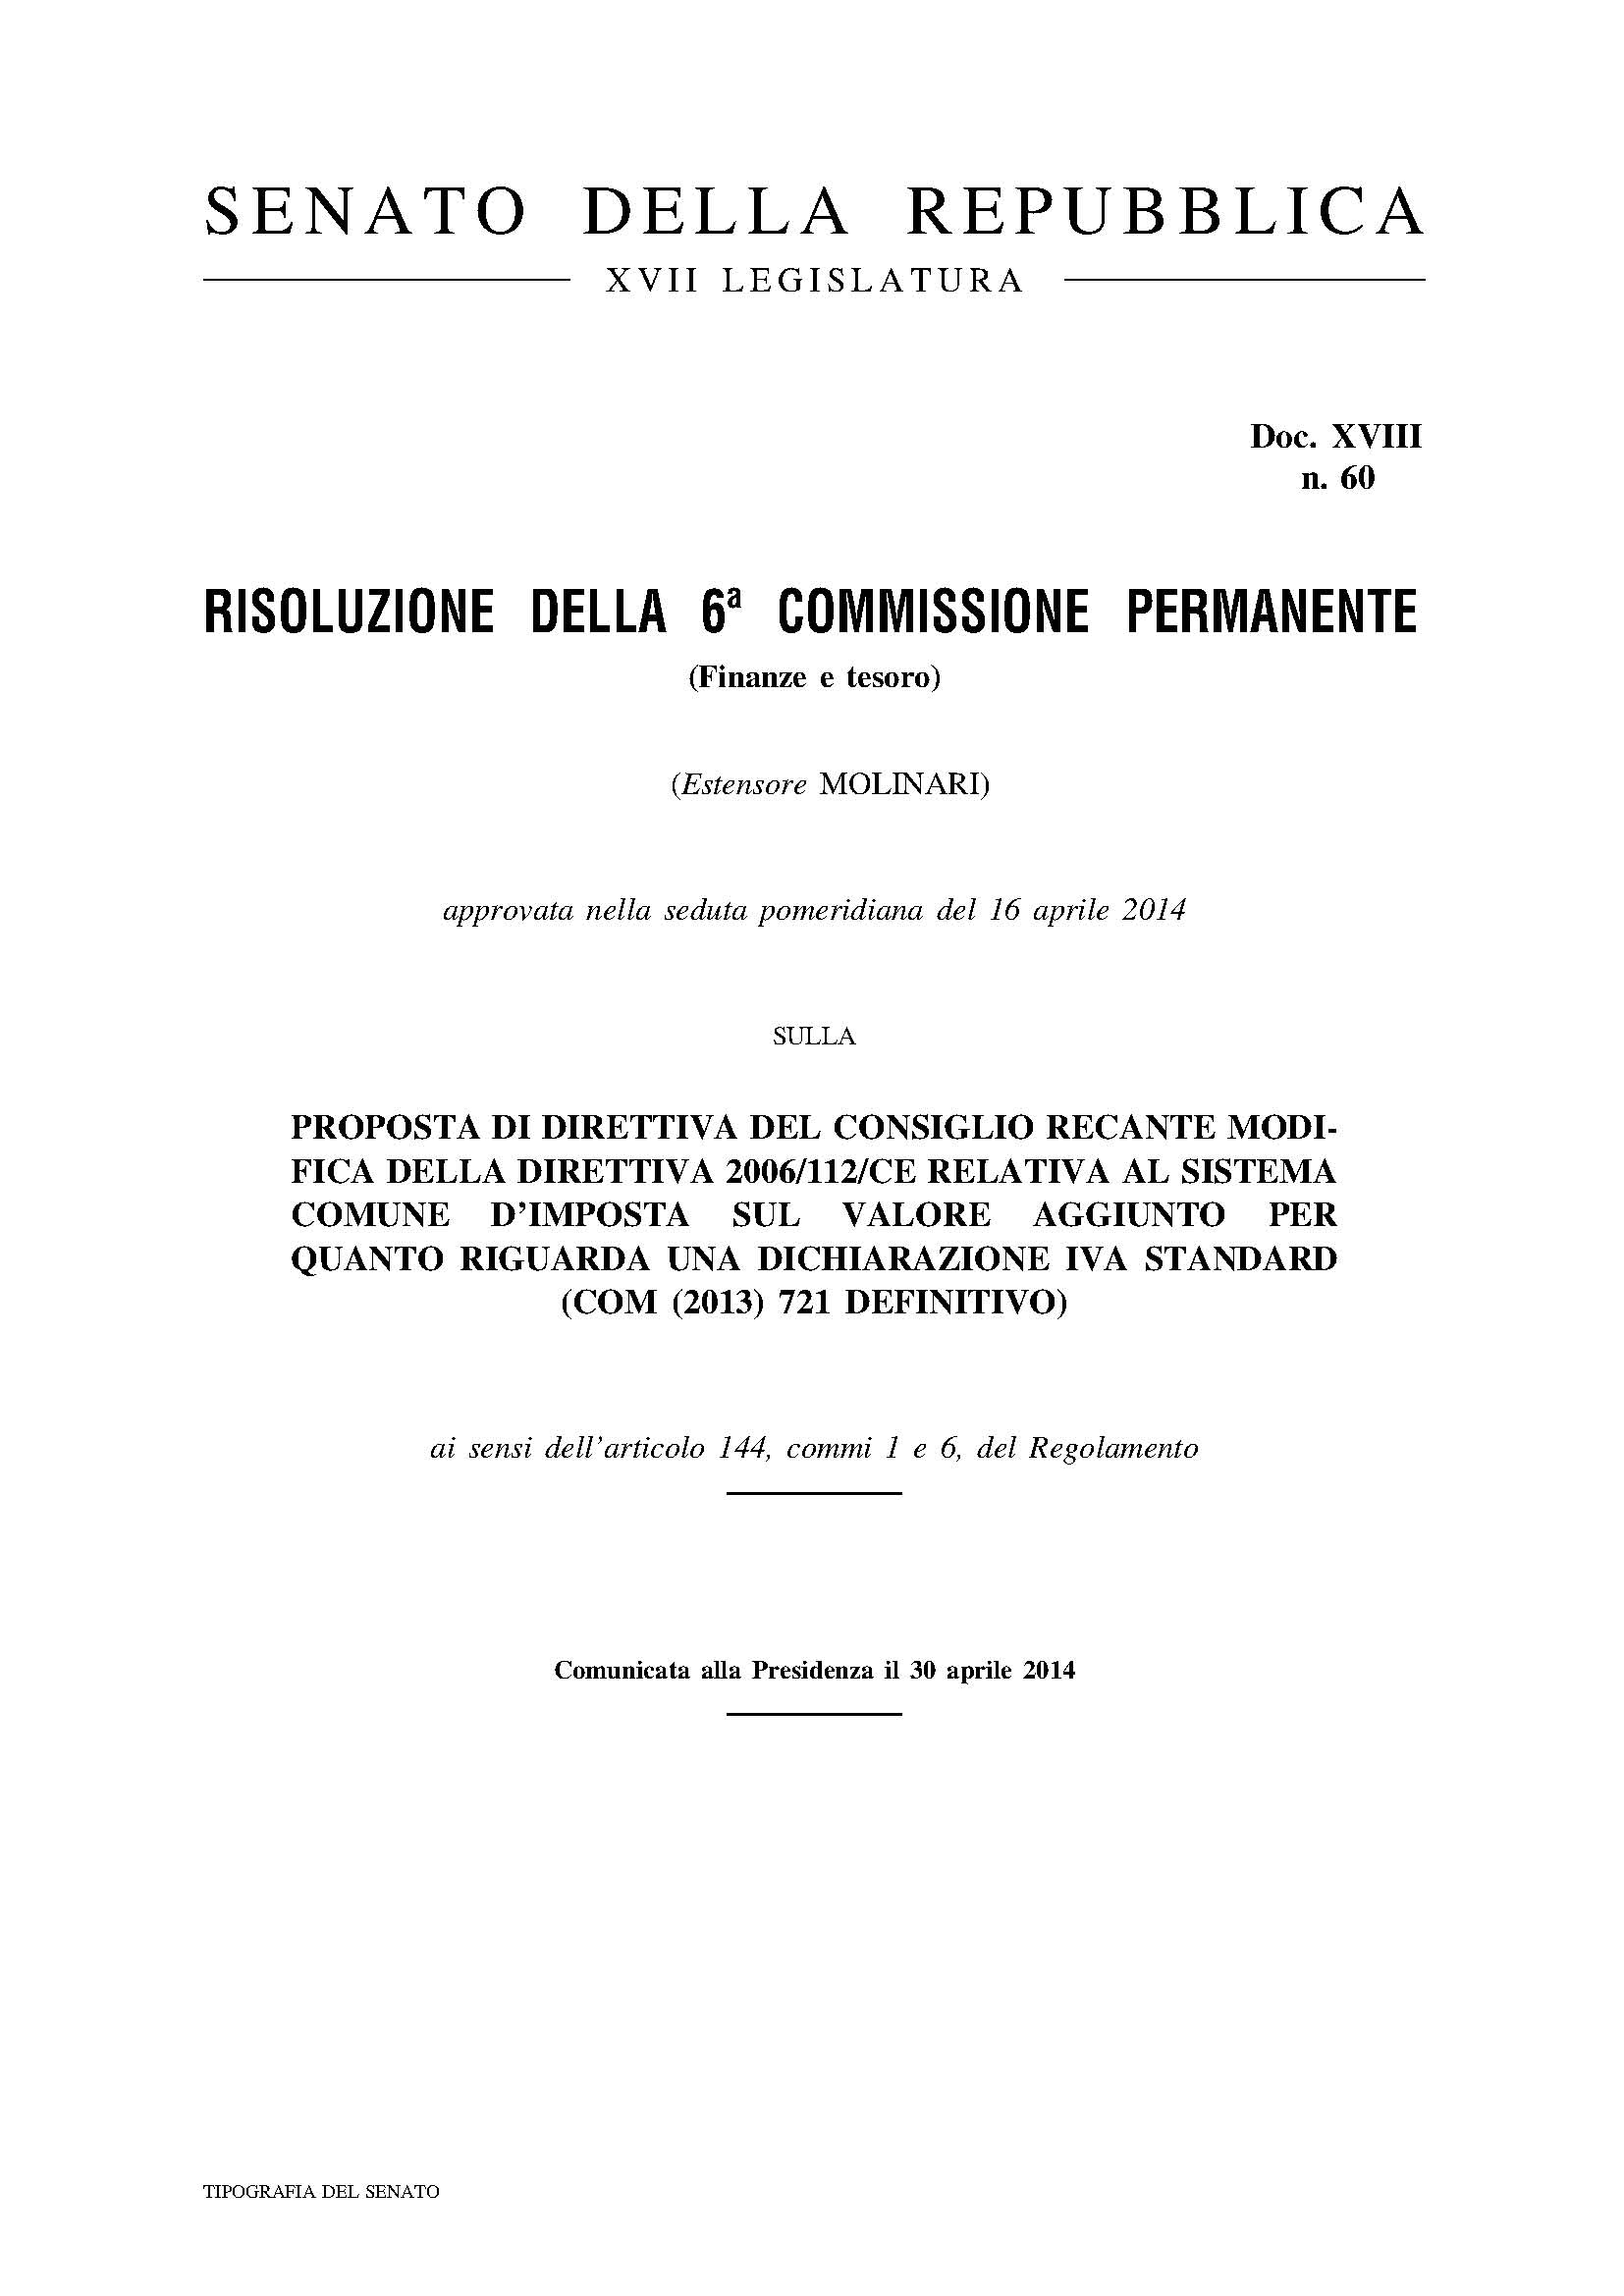 SENATO DELLA REPUBBLICA
XVII LEGISLATURA
Doc. XVIII
n. 60
RISOLUZIONE DELLA 6ª COMMISSIONE PERMANENTE
(Finanze e tesoro)
(Estensore MOLINARI)
approvata nella seduta pomeridiana del 16 aprile 2014
SULLA
PROPOSTA DI DIRETTIVA DEL CONSIGLIO RECANTE MODI-
FICA DELLA DIRETTIVA 2006/112/CE RELATIVA AL SISTEMA
COMUNE D'IMPOSTA SUL VALORE AGGIUNTO PER
QUANTO RIGUARDA UNA DICHIARAZIONE IVA STANDARD
(COM (2013) 721 DEFINITIVO)
ai sensi dell'articolo 144, commi 1 e 6, del Regolamento
Comunicata alla Presidenza il 30 aprile 2014
TIPOGRAFIA DEL SENATO